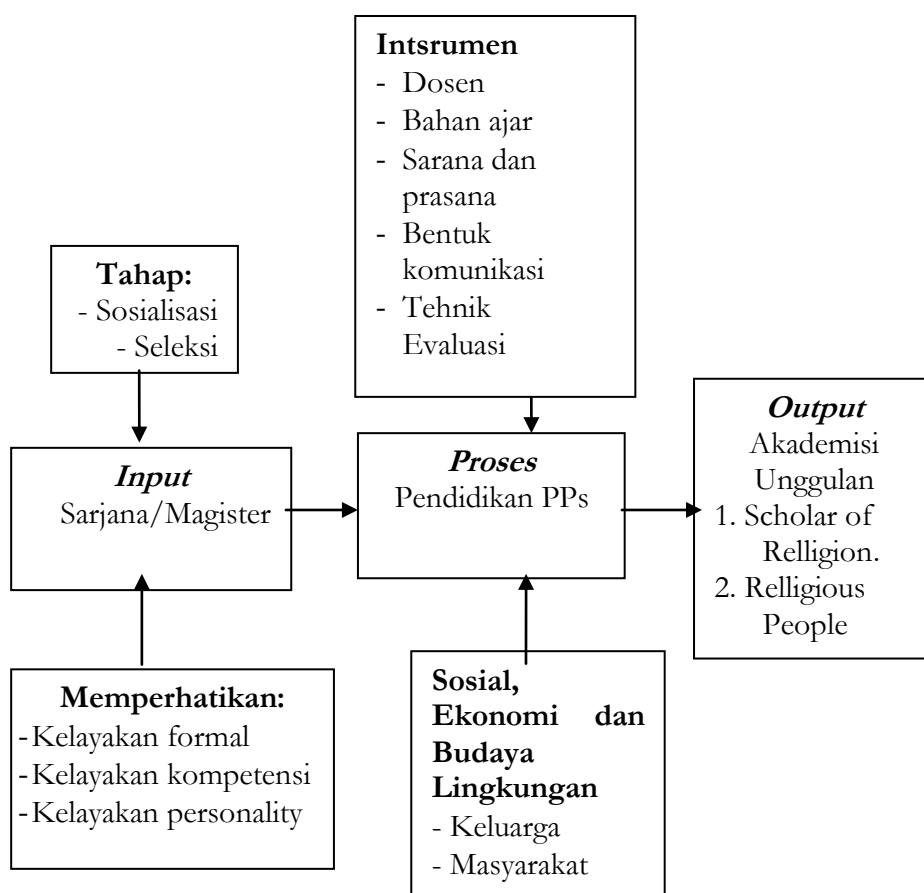 Intsrumen
- Dosen
- Bahan ajar
- Sarana dan
prasana
- Bentuk
komunikasi
- Tehnik
Evaluasi
Tahap:
- Sosialisasi
- Seleksi
Input
Sarjana/Magister
Proses
Pendidikan PPs
Output
Akademisi
Unggulan
1. Scholar of
Relligion.
2. Relligious
People
Memperhatikan:
-Kelayakan formal
-Kelayakan kompetensi
-Kelayakan personality
Sosial,
Ekonomi dan
Budaya
Lingkungan
- Keluarga
- Masyarakat